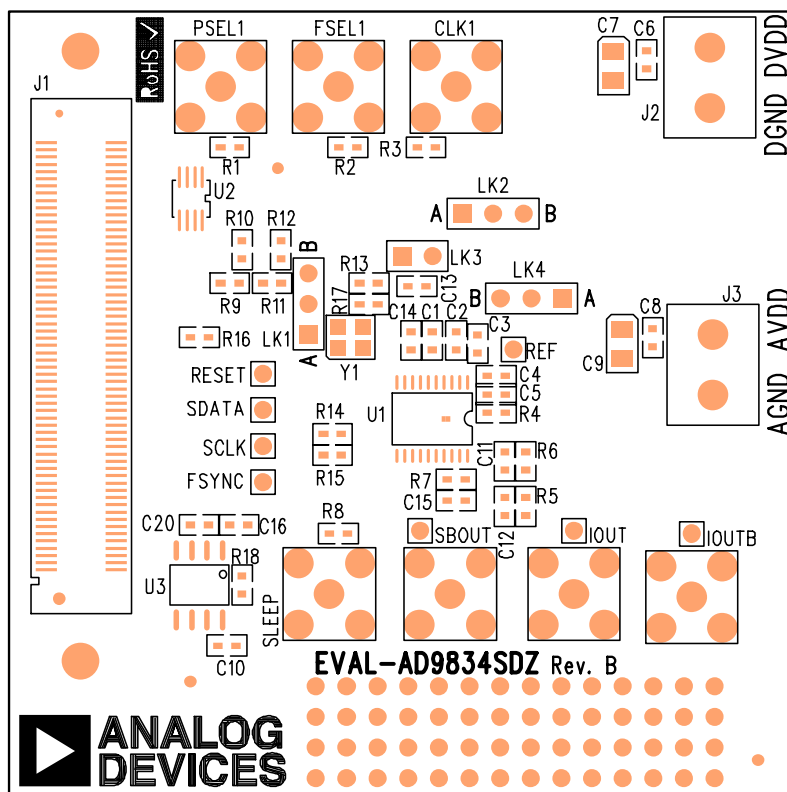 PSEL1
FSEL1
CLK1
C7
C6
J1
RoHS
J2
DGND DVDD
R1
R2
R3
U2
LK2
A
B
R10
R12
B
LK3
R13
C13
LK4
B
A
R9
R11
R17
LK1
A
C14
C1
C2
C3
R16
Y1
REF
C9
C8
J3
AGND AVDD
RESET
C4
C5
SDATA
R14
U1
R4
SCLK
R15
C11
R6
FSYNC
R7
C15
R5
C20
C16
R8
SBOUT
C12
IOUT
IOUTB
R18
U3
SLEEP
C10
EVAL-AD9834SDZ Rev. B
ANALOG
DEVICES